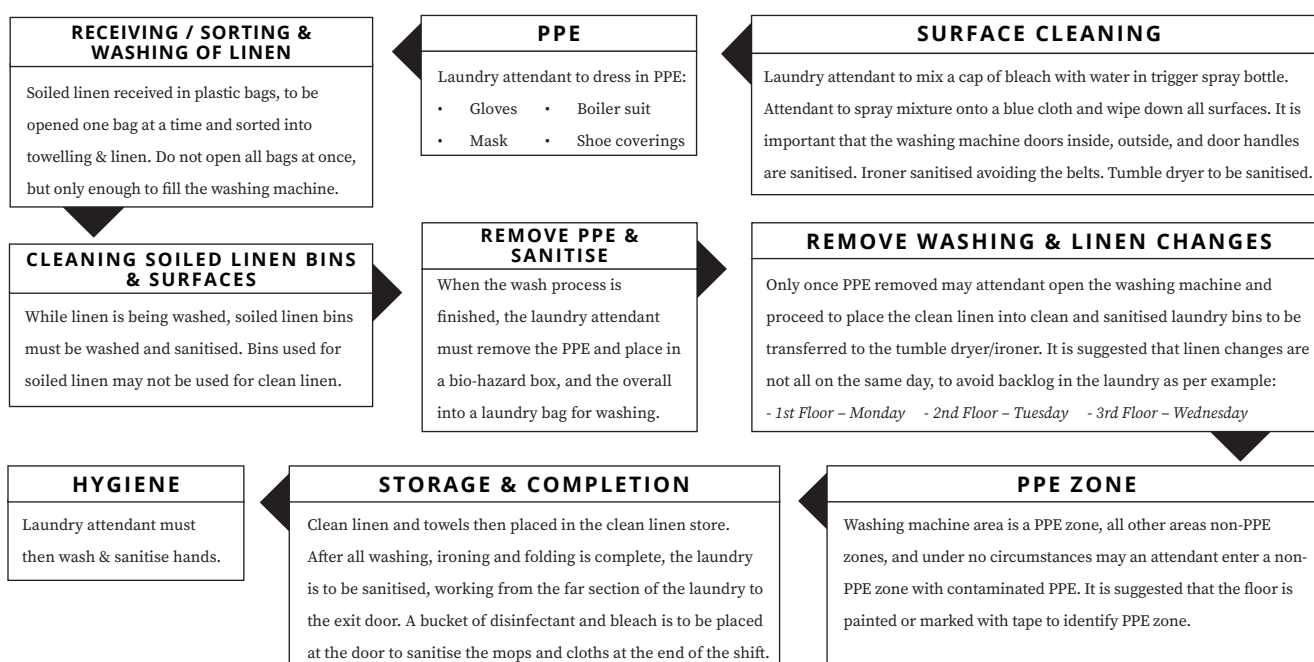 SURFACE CLEANING
Laundry attendant to mix a cap of bleach with water in trigger spray bottle.
Attendant to spray mixture onto a blue cloth and wipe down all surfaces. It is
important that the washing machine doors inside, outside, and door handles
are sanitised. Ironer sanitised avoiding the belts. Tumble dryer to be sanitised.
PPE
Laundry attendant to dress in PPE:
• Gloves • Boiler suit
• Mask • Shoe coverings
RECEIVING / SORTING &
WASHING OF LINEN
Soiled linen received in plastic bags, to be
opened one bag at a time and sorted into
towelling & linen. Do not open all bags at once,
but only enough to fill the washing machine.
CLEANING SOILED LINEN BINS
& SURFACES
While linen is being washed, soiled linen bins
must be washed and sanitised. Bins used for
soiled linen may not be used for clean linen.
REMOVE PPE &
SANITISE
When the wash process is
finished, the laundry attendant
must remove the PPE and place in
a bio-hazard box, and the overall
into a laundry bag for washing.
REMOVE WASHING & LINEN CHANGES
Only once PPE removed may attendant open the washing machine and
proceed to place the clean linen into clean and sanitised laundry bins to be
transferred to the tumble dryer/ironer. It is suggested that linen changes are
not all on the same day, to avoid backlog in the laundry as per example:
- 1st Floor – Monday - 2nd Floor – Tuesday - 3rd Floor – Wednesday
PPE ZONE
Washing machine area is a PPE zone, all other areas non-PPE
zones, and under no circumstances may an attendant enter a non-
PPE zone with contaminated PPE. It is suggested that the floor is
painted or marked with tape to identify PPE zone.
STORAGE & COMPLETION
Clean linen and towels then placed in the clean linen store.
After all washing, ironing and folding is complete, the laundry
is to be sanitised, working from the far section of the laundry to
the exit door. A bucket of disinfectant and bleach is to be placed
at the door to sanitise the mops and cloths at the end of the shift.
HYGIENE
Laundry attendant must
then wash & sanitise hands.